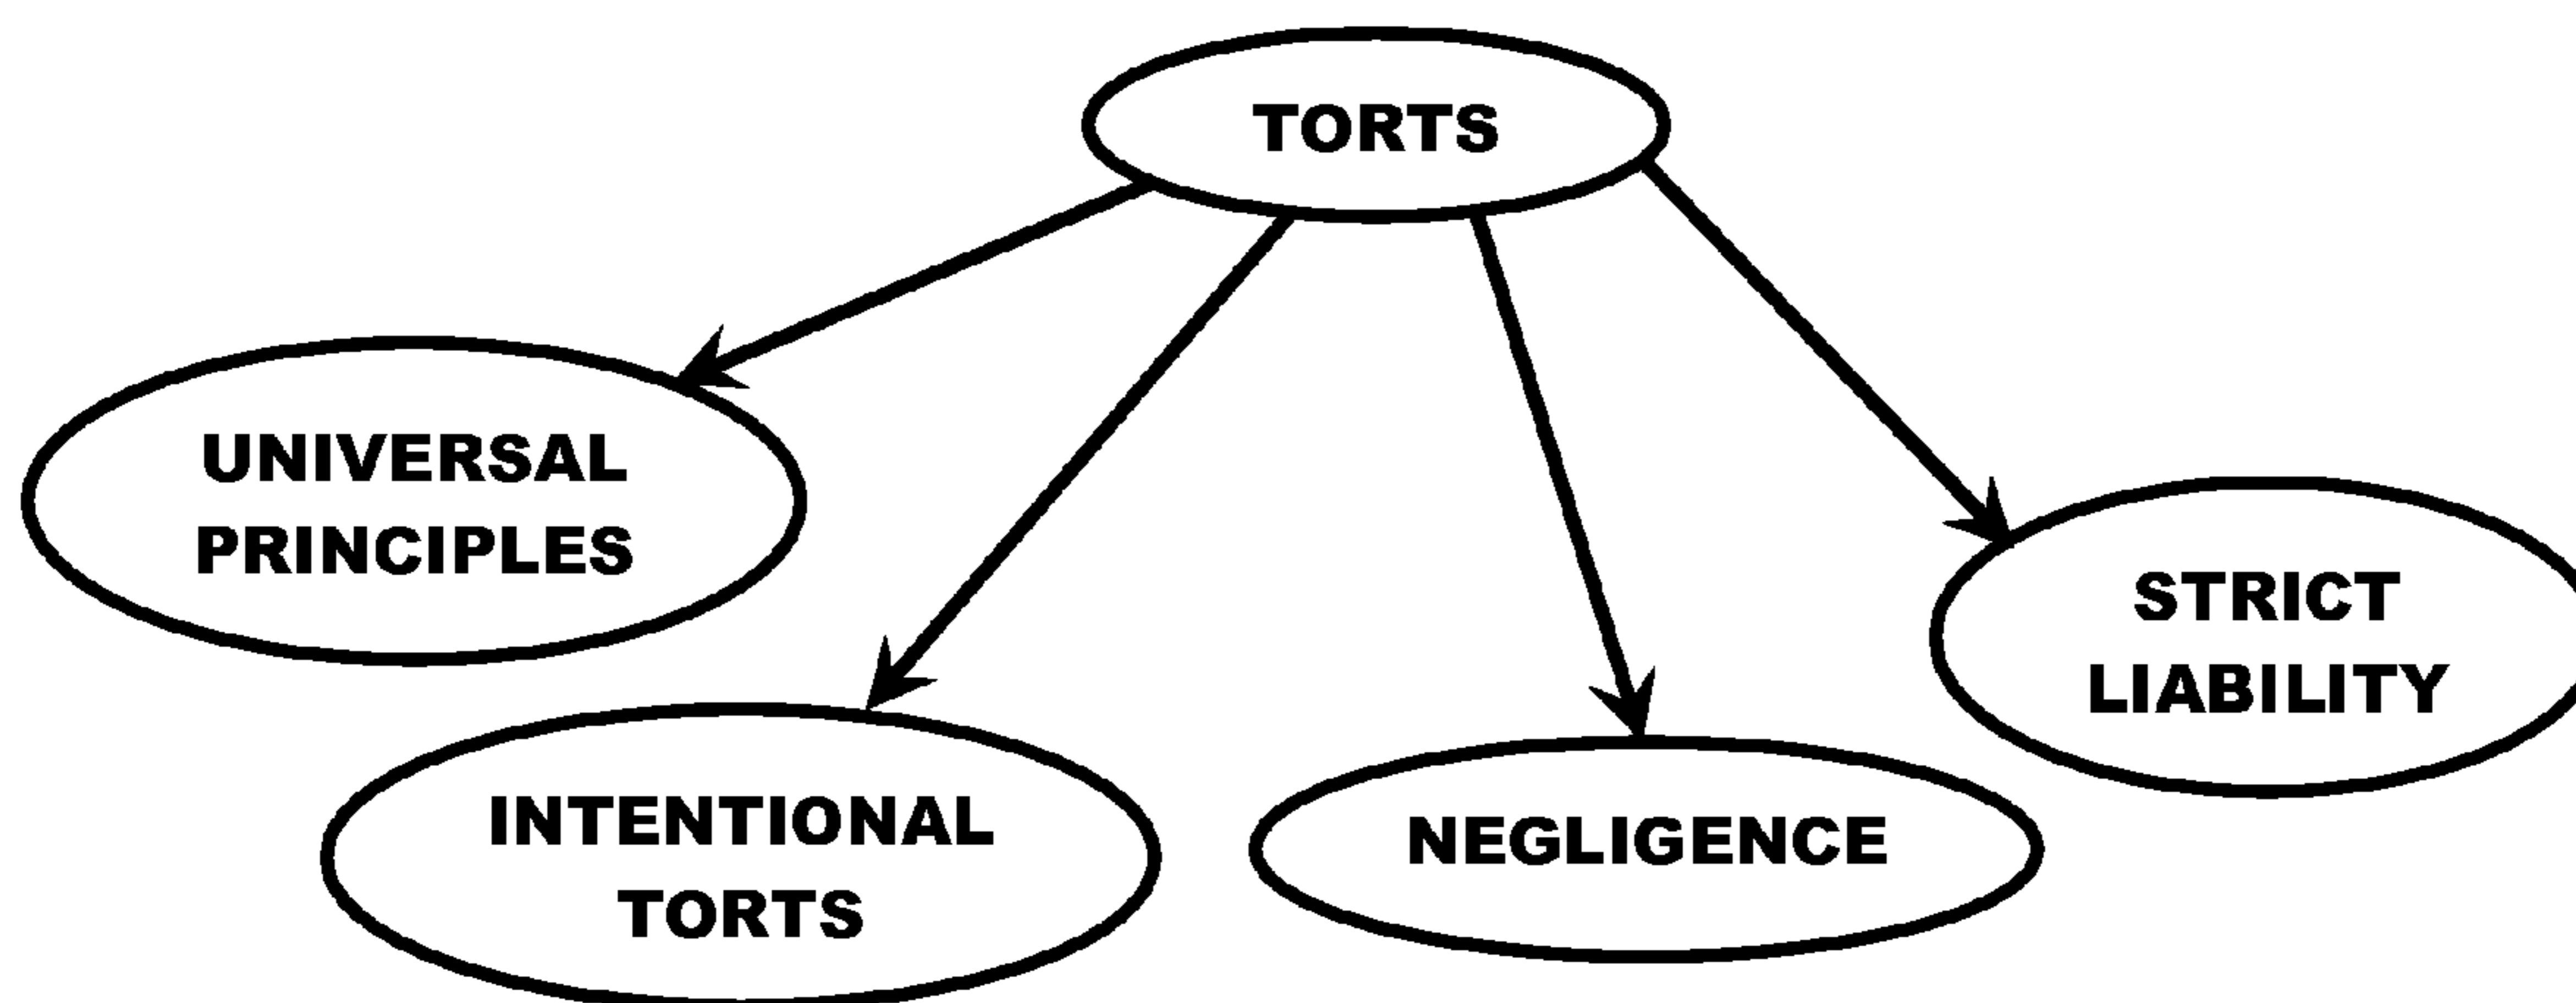 TORTS
UNIVERSAL
PRINCIPLES
INTENTIONAL
TORTS
NEGLIGENCE
STRICT
LIABILITY